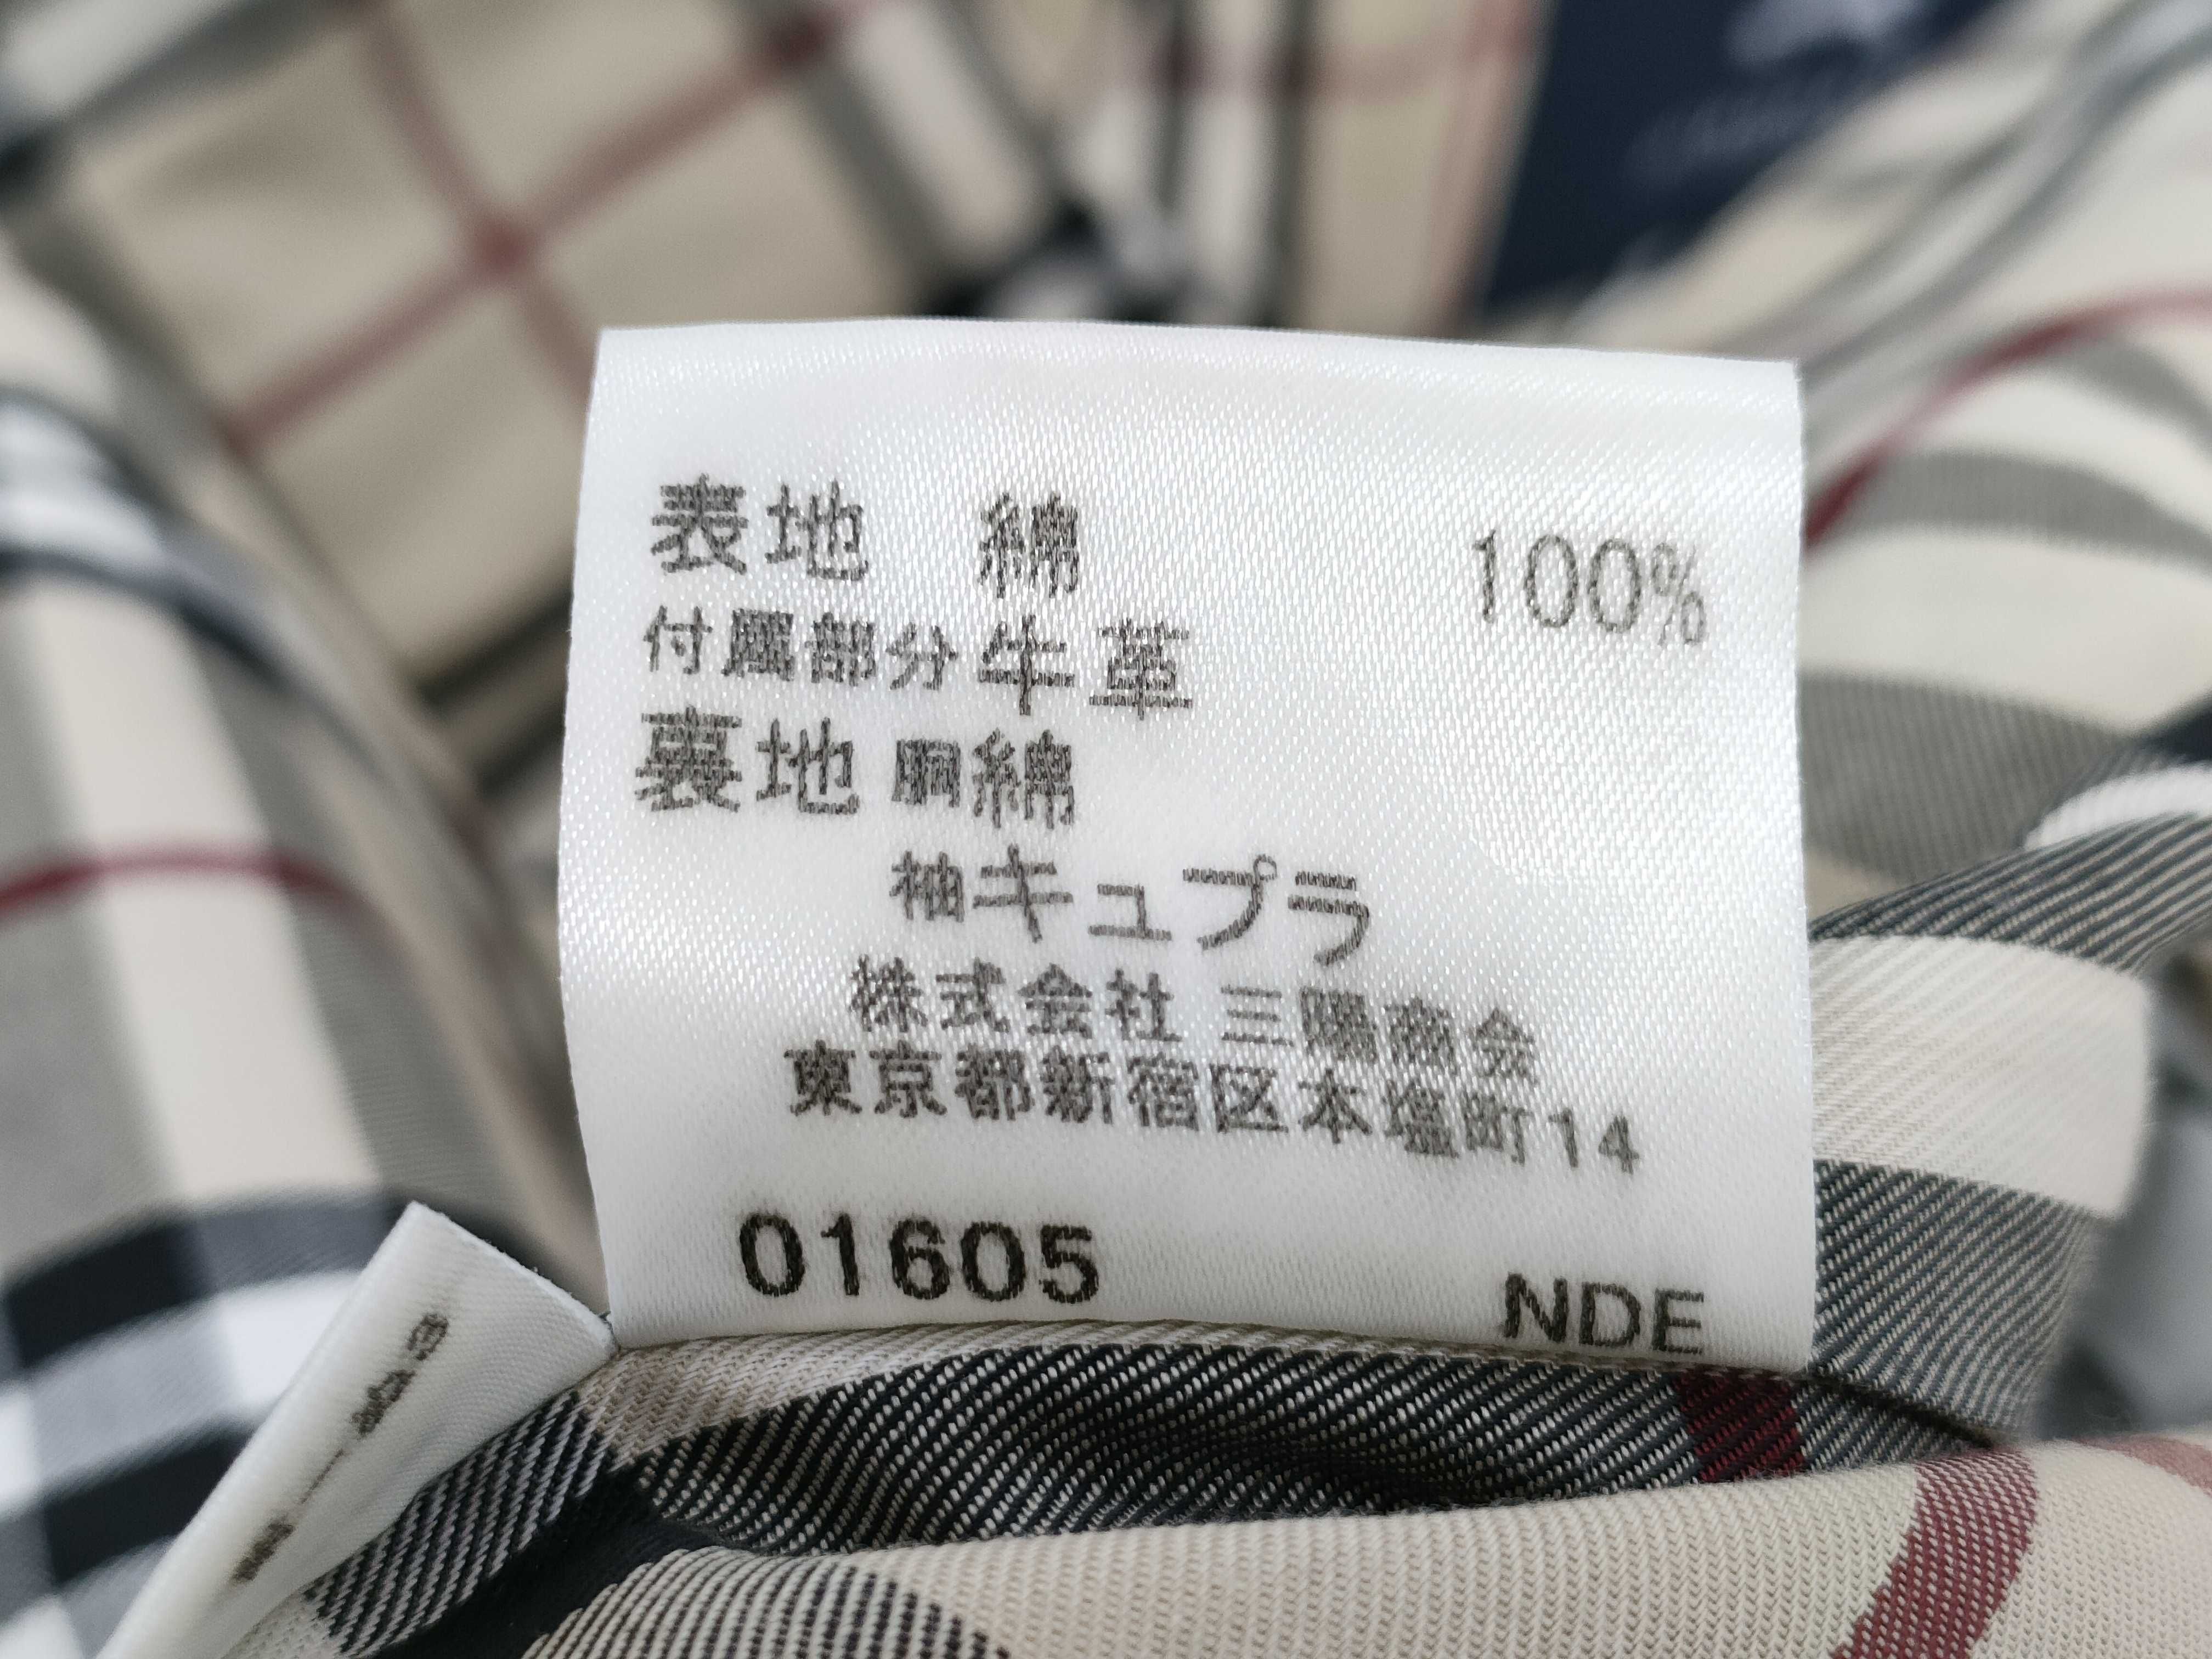 表地 綿 100%
付属部分 牛革
裏地 胴綿
袖キュプラ
株式会社 三陽商会
東京都新宿区本塩町14
01605
NDE